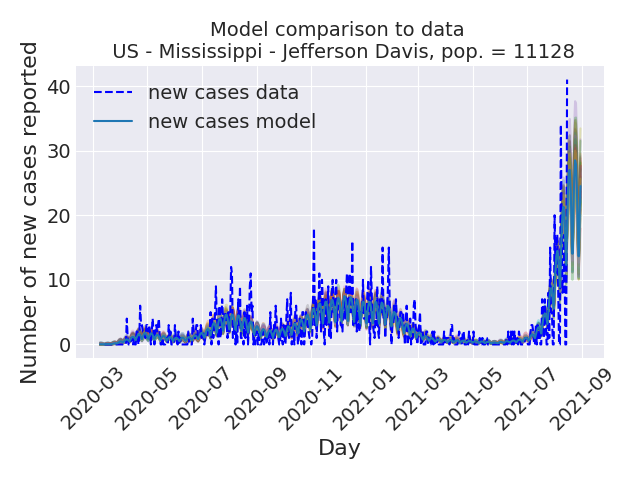 Model comparison to data
US - Mississippi - Jefferson Davis, pop. = 11128
Number of new cases reported
40
30
20
10
0
new cases data
new cases model
2020-03
2020-05
2020-07
2020-09
2020-11
2021-01
2021-03
2021-05
2021-07
2021-09
Day